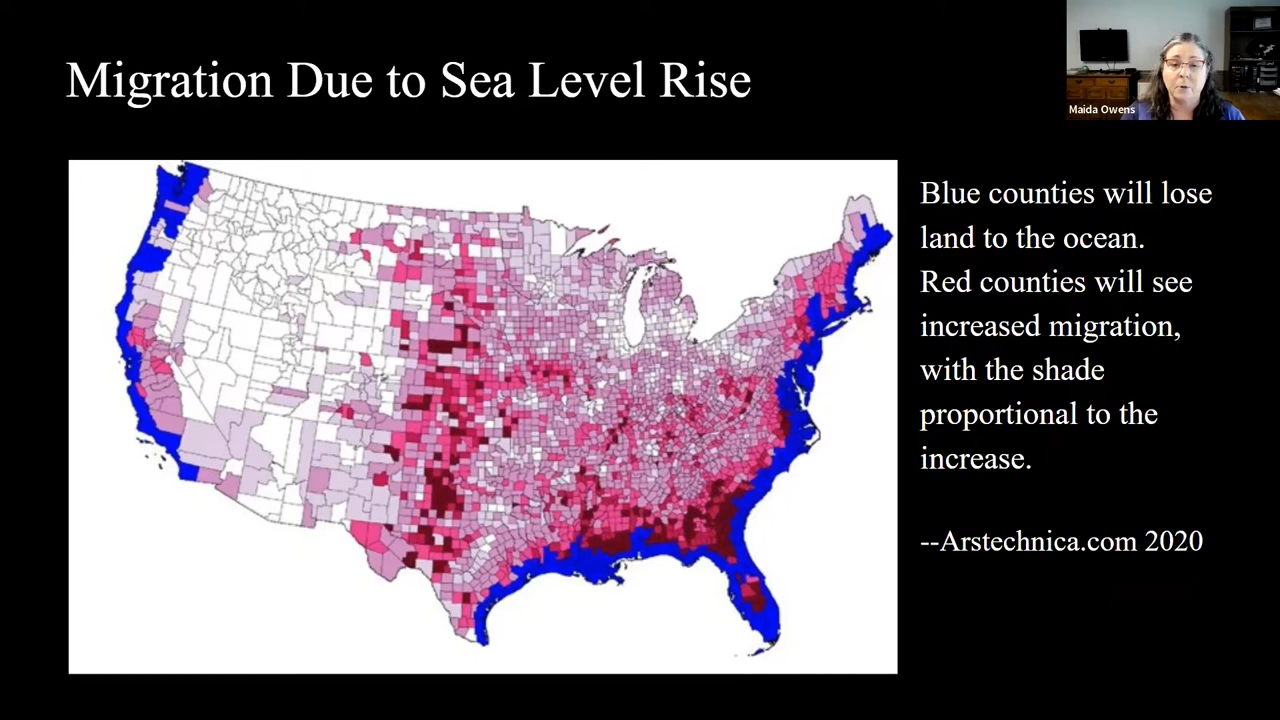 Migration Due to Sea Level Rise
Maida Owens
Blue counties will lose
land to the ocean.
Red counties will see
increased migration,
with the shade
proportional to the
increase.
--Arstechnica.com 2020